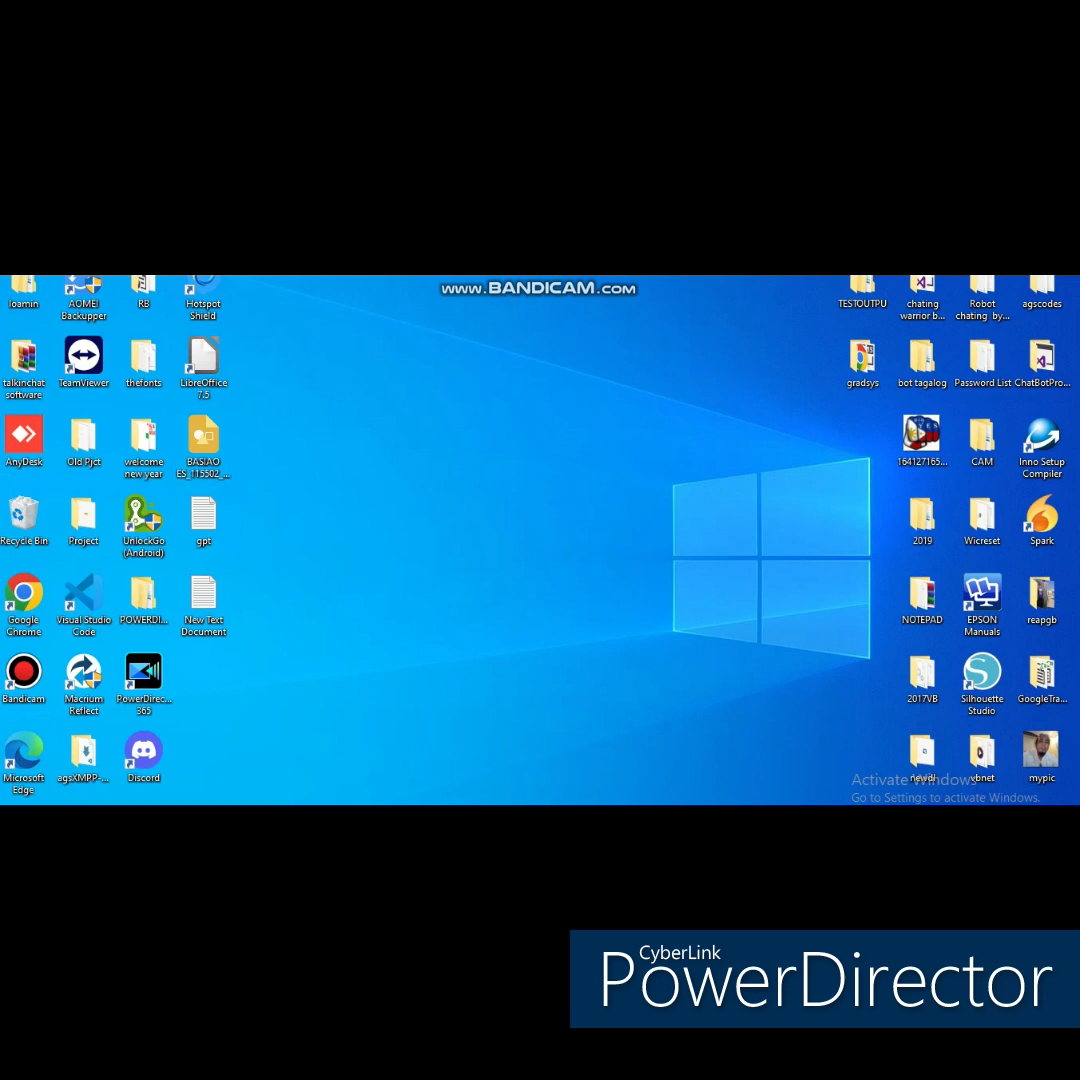 www.BANDICAM.com
loamin
AOMEI
Backupper
RB
Hotspot
Shield
TESTOUTPU
chating
warrior b...
Robot
chating by...
agscodes
talkinchat
software
TeamViewer
thefonts
LibreOffice
7.5
gradsys
bot tagalog
Password List
ChatBotPro...
AnyDesk
Old Pjct
welcome
new year
BASIAO
ES_115502_...
164127165...
CAM
Inno Setup
Compiler
Recycle Bin
Project
UnlockGo
(Android)
gpt
2019
Wicreset
Spark
Google
Chrome
Visual Studio
Code
POWERDI...
New Text
Document
NOTEPAD
EPSON
Manuals
reapgb
Bandicam
Macrium
Reflect
PowerDirec...
365
2017VB
Silhouette
Studio
GoogleTra...
Microsoft
Edge
agsXMPP-...
Discord
vbnet
mypic
Activate Windows
Go to Settings to activate Windows.
CyberLink
PowerDirector